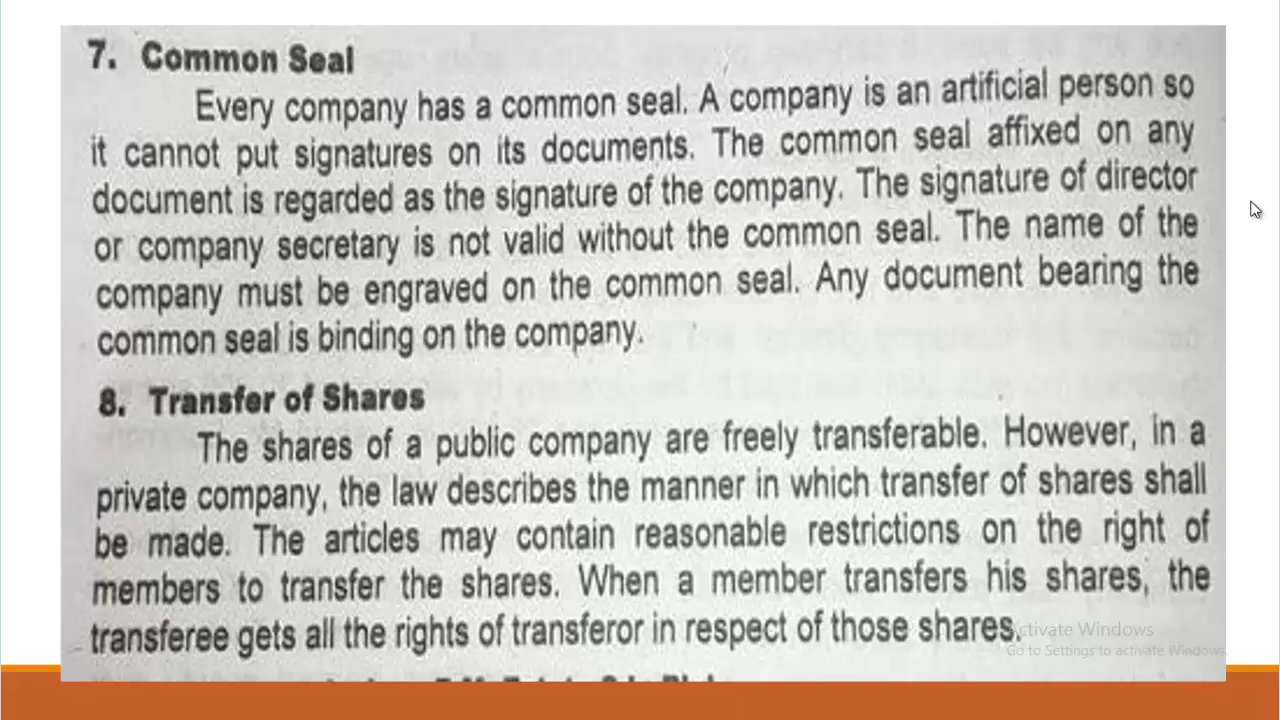 7. Common Seal
Every company has a common seal. A company is an artificial person so
it cannot put signatures on its documents. The common seal affixed on any
document is regarded as the signature of the company. The signature of director
or company secretary is not valid without the common seal. The name of the
company must be engraved on the common seal. Any document bearing the
common seal is binding on the company.
8. Transfer of Shares
The shares of a public company are freely transferable. However, in a
private company, the law describes the manner in which transfer of shares shall
be made. The articles may contain reasonable restrictions on the right of
members to transfer the shares. When a member transfers his shares, the
transferee gets all the rights of transferor in respect of those shares.
Activate Windows
Go to Settings to activate Windows.